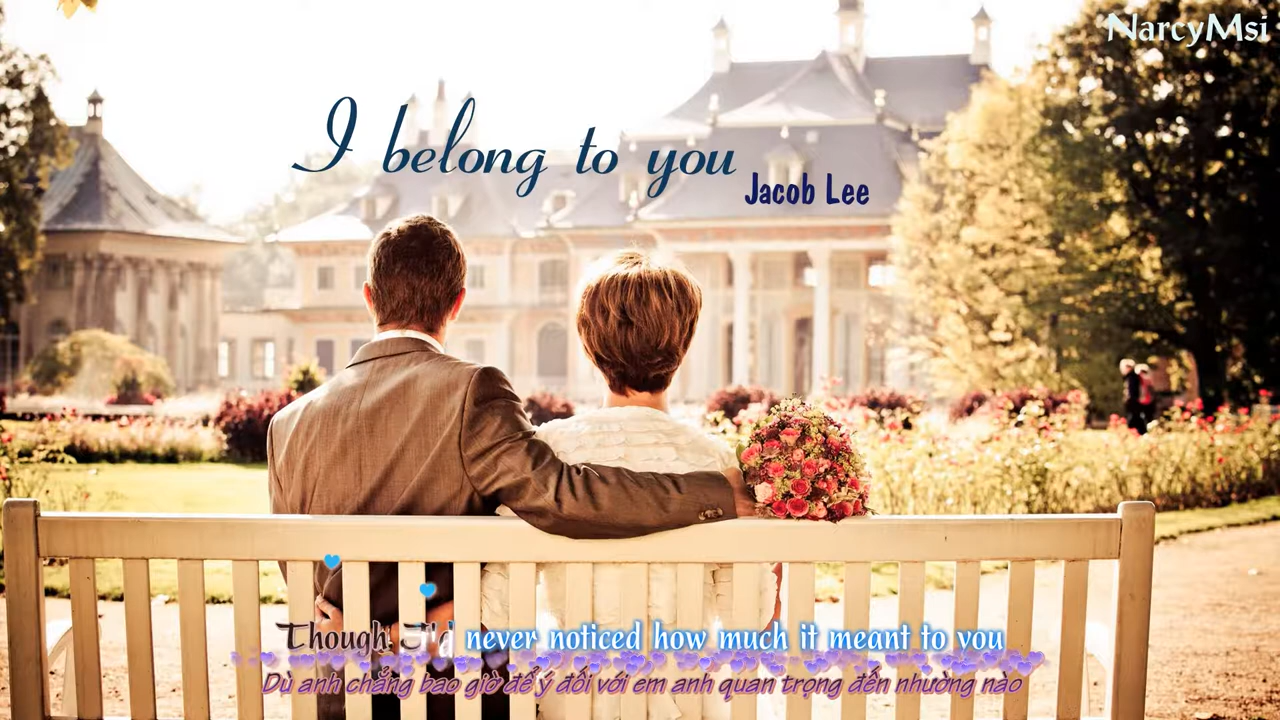 NarcyMsi
I belong to you
Jacob Lee
Though I'd never noticed how much it meant to you
Dù anh chẳng bao giờ để ý đối với em anh quan trọng đến nhường nào